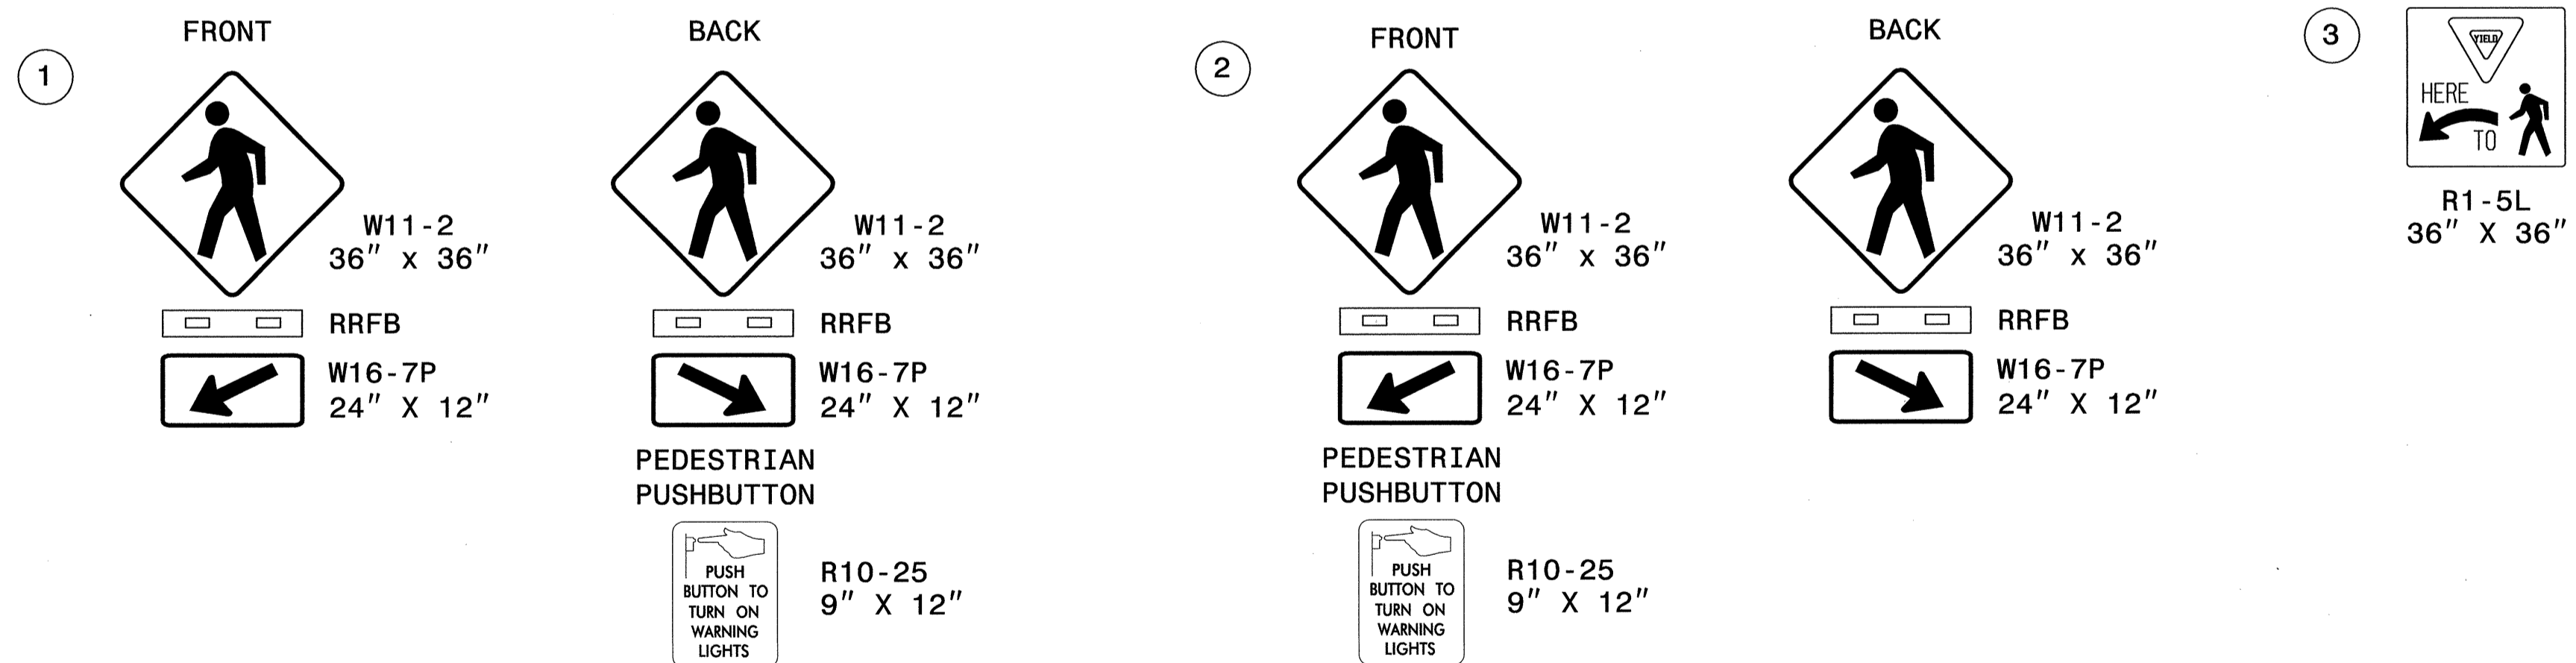 1
FRONT
W11-2
36" x 36"
RRFB
W16-7P
24" X 12"
BACK
W11-2
36" x 36"
RRFB
W16-7P
24" X 12"
PEDESTRIAN
PUSHBUTTON
PUSH
BUTTON TO
TURN ON
WARNING
LIGHTS
R10-25
9" X 12"
2
FRONT
W11-2
36" x 36"
RRFB
W16-7P
24" X 12"
PEDESTRIAN
PUSHBUTTON
PUSH
BUTTON TO
TURN ON
WARNING
LIGHTS
R10-25
9" X 12"
BACK
W11-2
36" x 36"
RRFB
W16-7P
24" X 12"
3
YIELD
HERE
TO
R1-5L
36" X 36"